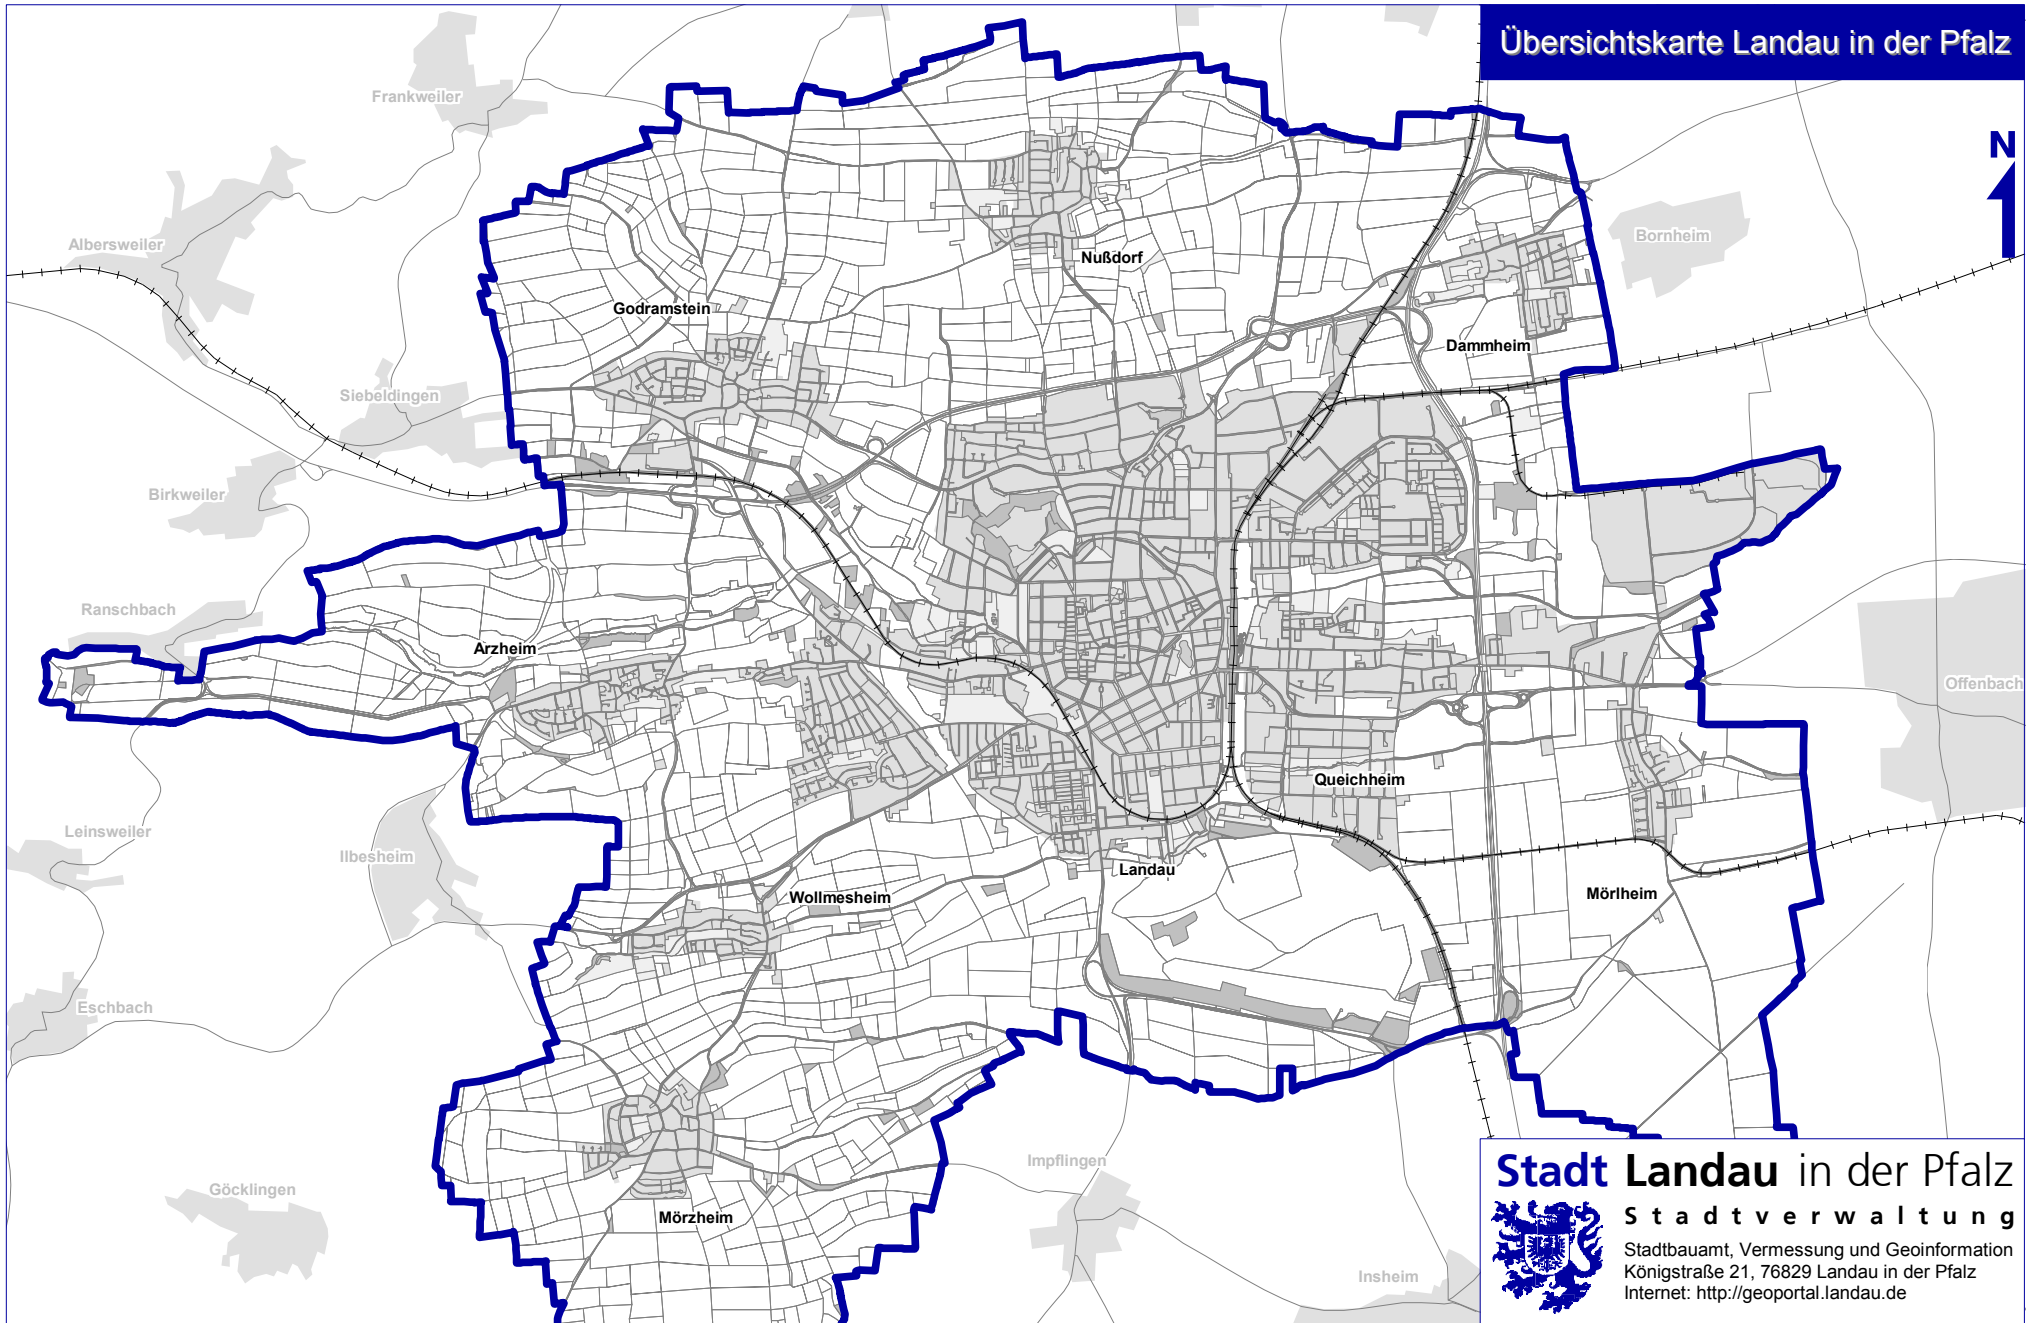 Übersichtskarte Landau in der Pfalz
N
Frankweiler
Albersweiler
Bornheim
Nußdorf
Godramstein
Dammheim
Siebeldingen
Birkweiler
Ranschbach
Arzheim
Offenbach
Queichheim
Leinsweiler
Ilbesheim
Landau
Wollmesheim
Mörlheim
Eschbach
Impflingen
Göcklingen
Mörzheim
Insheim
Stadt Landau in der Pfalz
Stadtverwaltung
Stadtbauamt, Vermessung und Geoinformation
Königstraße 21, 76829 Landau in der Pfalz
Internet: http://geoportal.landau.de